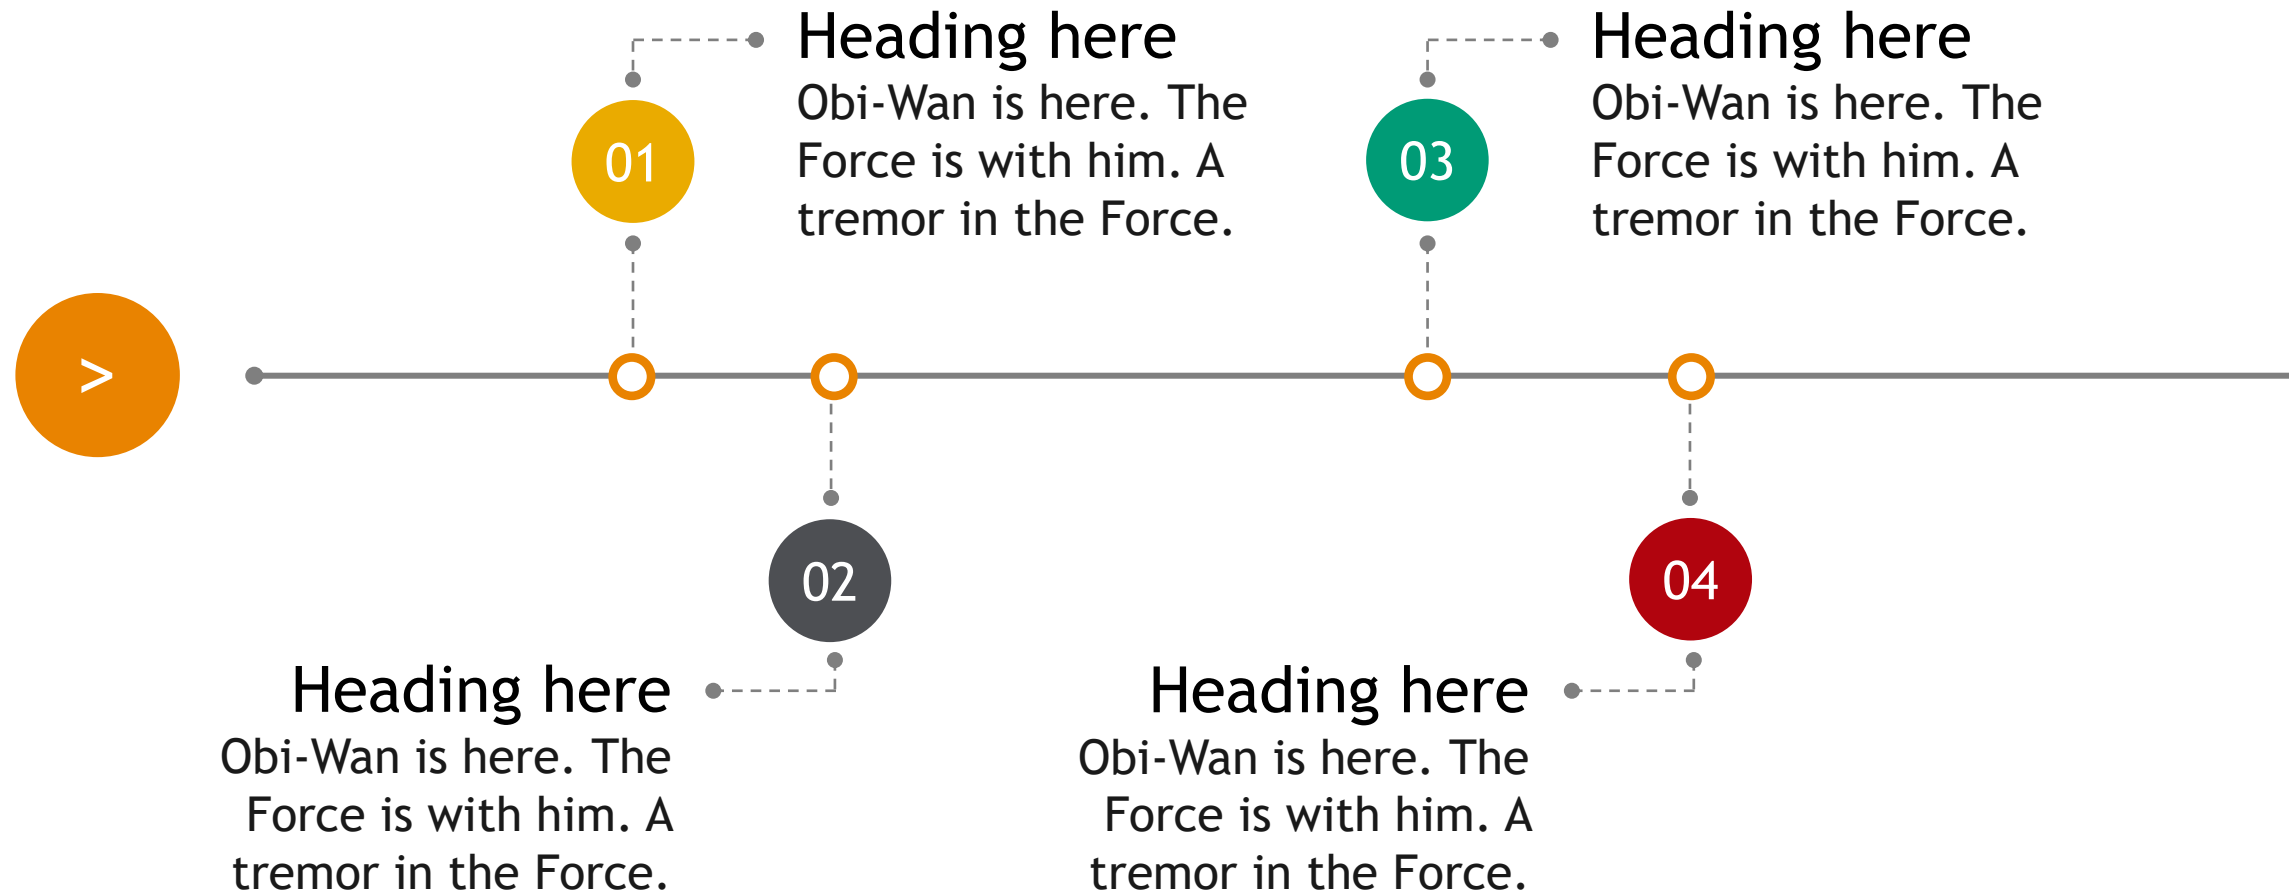 Heading here
Obi-Wan is here. The
Force is with him. A
tremor in the Force.
01
Heading here
Obi-Wan is here. The
Force is with him. A
tremor in the Force.
03
>
02
Heading here
Obi-Wan is here. The
Force is with him. A
tremor in the Force.
04
Heading here
Obi-Wan is here. The
Force is with him. A
tremor in the Force.